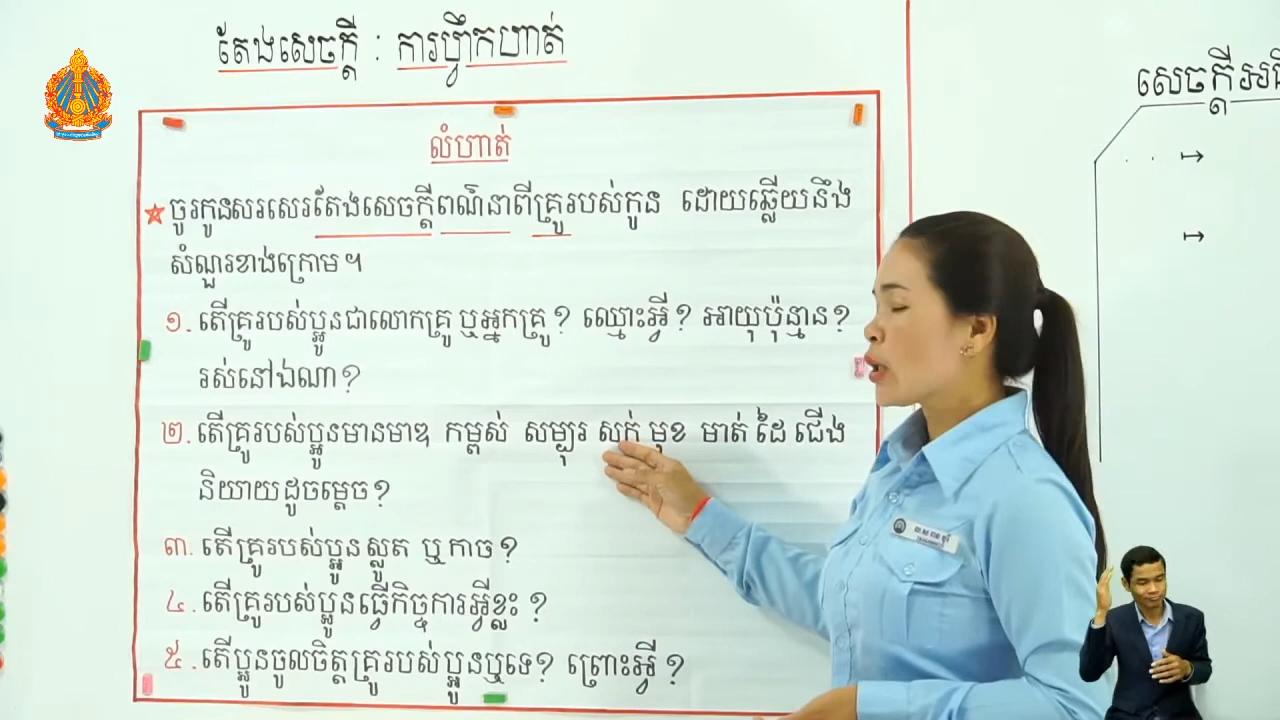 តែងសេចក្តី : ការប្វឹកហាត់
លំហាត់
ចូរកូនសរសេរតែងសេចក្តីពណ៌នាពីគ្រូរបស់កូន ដោយឆ្លើយនឹង
សំណួរខាងក្រោម។
១. តើគ្រូរបស់ប្អូនជាលោកគ្រូ ឬអ្នកគ្រូ? ឈ្មោះអ្វី? អាយុប៉ុន្មាន?
រស់នៅឯណា?
២. តើគ្រូរបស់ប្អូនមានមាឌ កម្ពស់ សម្បុរ សក់ មុខ មាត់ ដៃ ជើង
និយាយដូចម្តេច?
៣. តើគ្រូរបស់ប្អូន ស្លូត ឬ កាច?
៤. តើគ្រូរបស់ប្អូនធ្វើកិច្ចការអ្វីខ្លះ?
៥. តើប្អូនចូលចិត្តគ្រូរបស់ប្អូនឬទេ? ព្រោះអ្វី?
សេចក្តី